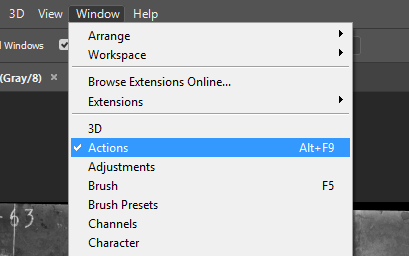 3D View Window Help
Windows
(Gray/8) ×
Arrange
Workspace
Browse Extensions Online...
Extensions
3D
Actions Alt+F9
Adjustments
Brush F5
Brush Presets
Channels
Character
63